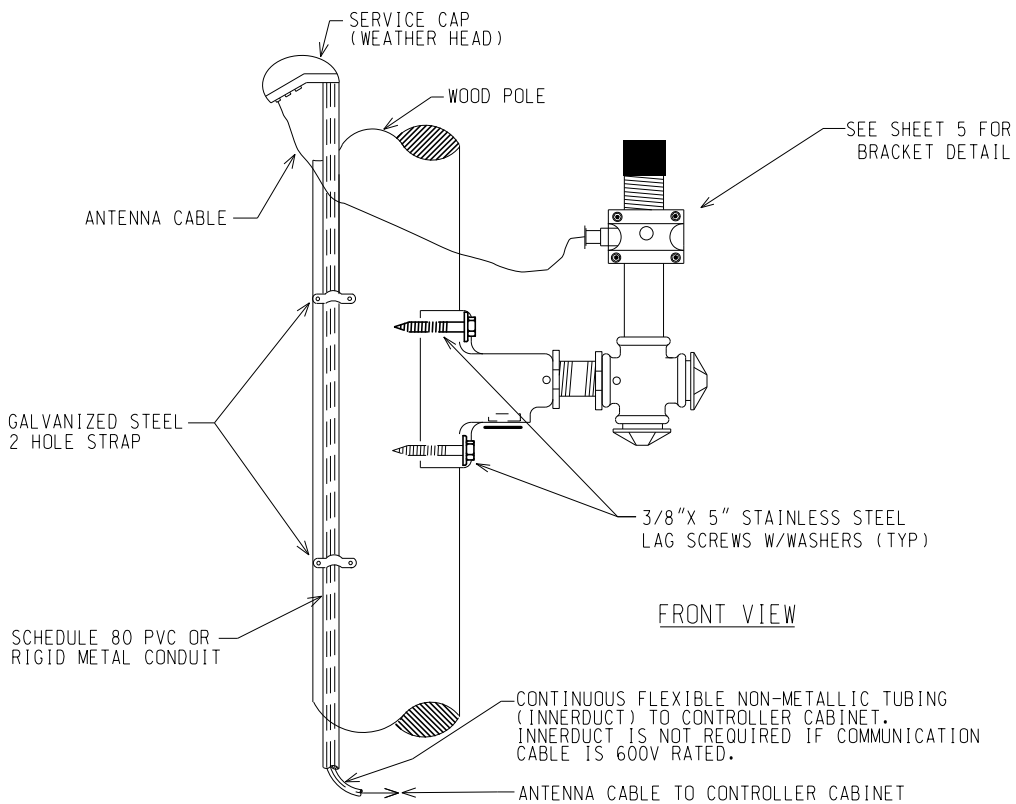 SERVICE CAP
(WEATHER HEAD)
WOOD POLE
SEE SHEET 5 FOR
BRACKET DETAIL
ANTENNA CABLE
GALVANIZED STEEL
2 HOLE STRAP
3/8"X 5" STAINLESS STEEL
LAG SCREWS W/WASHERS (TYP)
FRONT VIEW
SCHEDULE 80 PVC OR
RIGID METAL CONDUIT
CONTINUOUS FLEXIBLE NON-METALLIC TUBING
(INNERDUCT) TO CONTROLLER CABINET.
INNERDUCT IS NOT REQUIRED IF COMMUNICATION
CABLE IS 600V RATED.
ANTENNA CABLE TO CONTROLLER CABINET